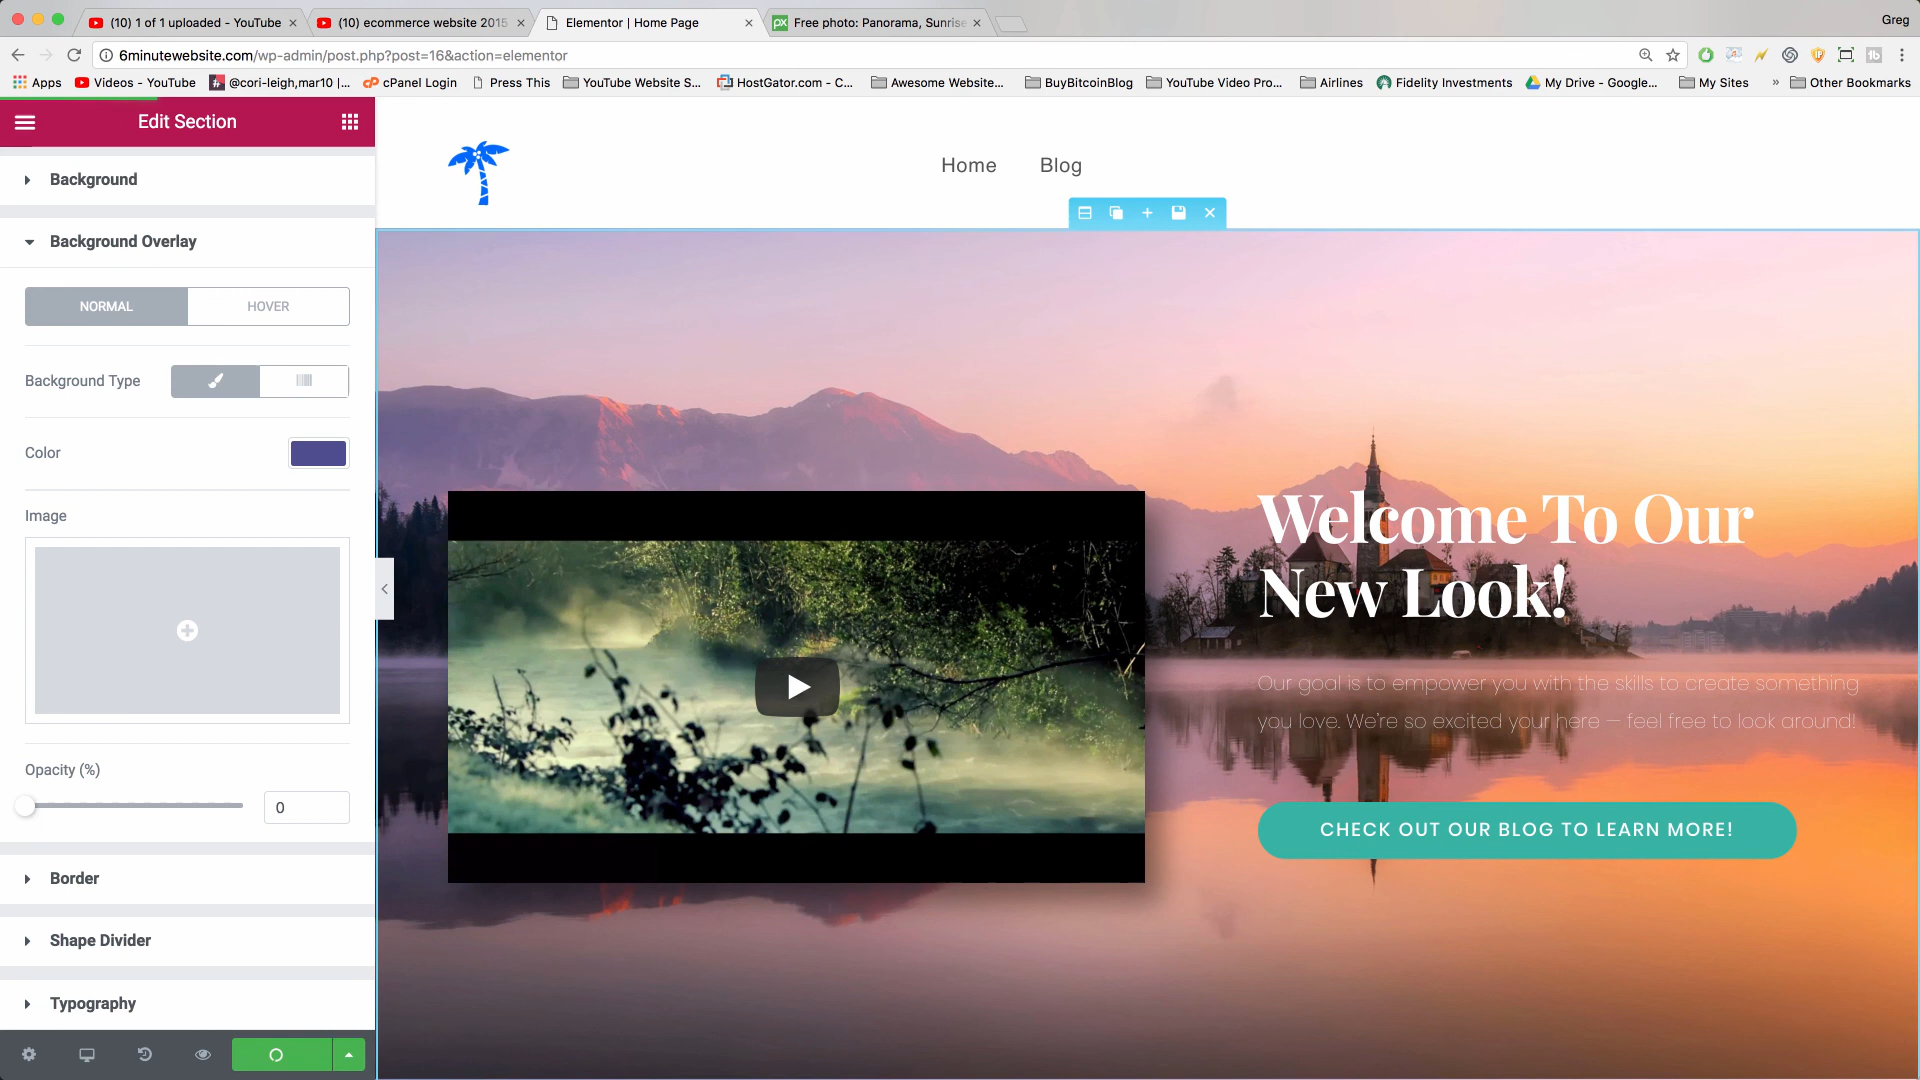 (10) 1 of 1 uploaded - YouTube
(10) ecommerce website 2015
Elementor | Home Page
Free photo: Panorama, Sunrise
Greg
6minutewebsite.com/wp-admin/post.php?post=16&action=elementor
Apps
Videos - YouTube
@cori-leigh,mar10 |...
cPanel Login
Press This
YouTube Website S...
HostGator.com - C...
Awesome Website...
BuyBitcoinBlog
YouTube Video Pro...
Airlines
Fidelity Investments
My Drive - Google...
My Sites
»
Other Bookmarks
Edit Section
Background
Background Overlay
NORMAL
HOVER
Background Type
Color
Image
Opacity (%)
0
Border
Shape Divider
Typography
Home
Blog
Welcome To Our
New Look!
Our goal is to empower you with the skills to create something
you love. We're so excited your here — feel free to look around!
CHECK OUT OUR BLOG TO LEARN MORE!